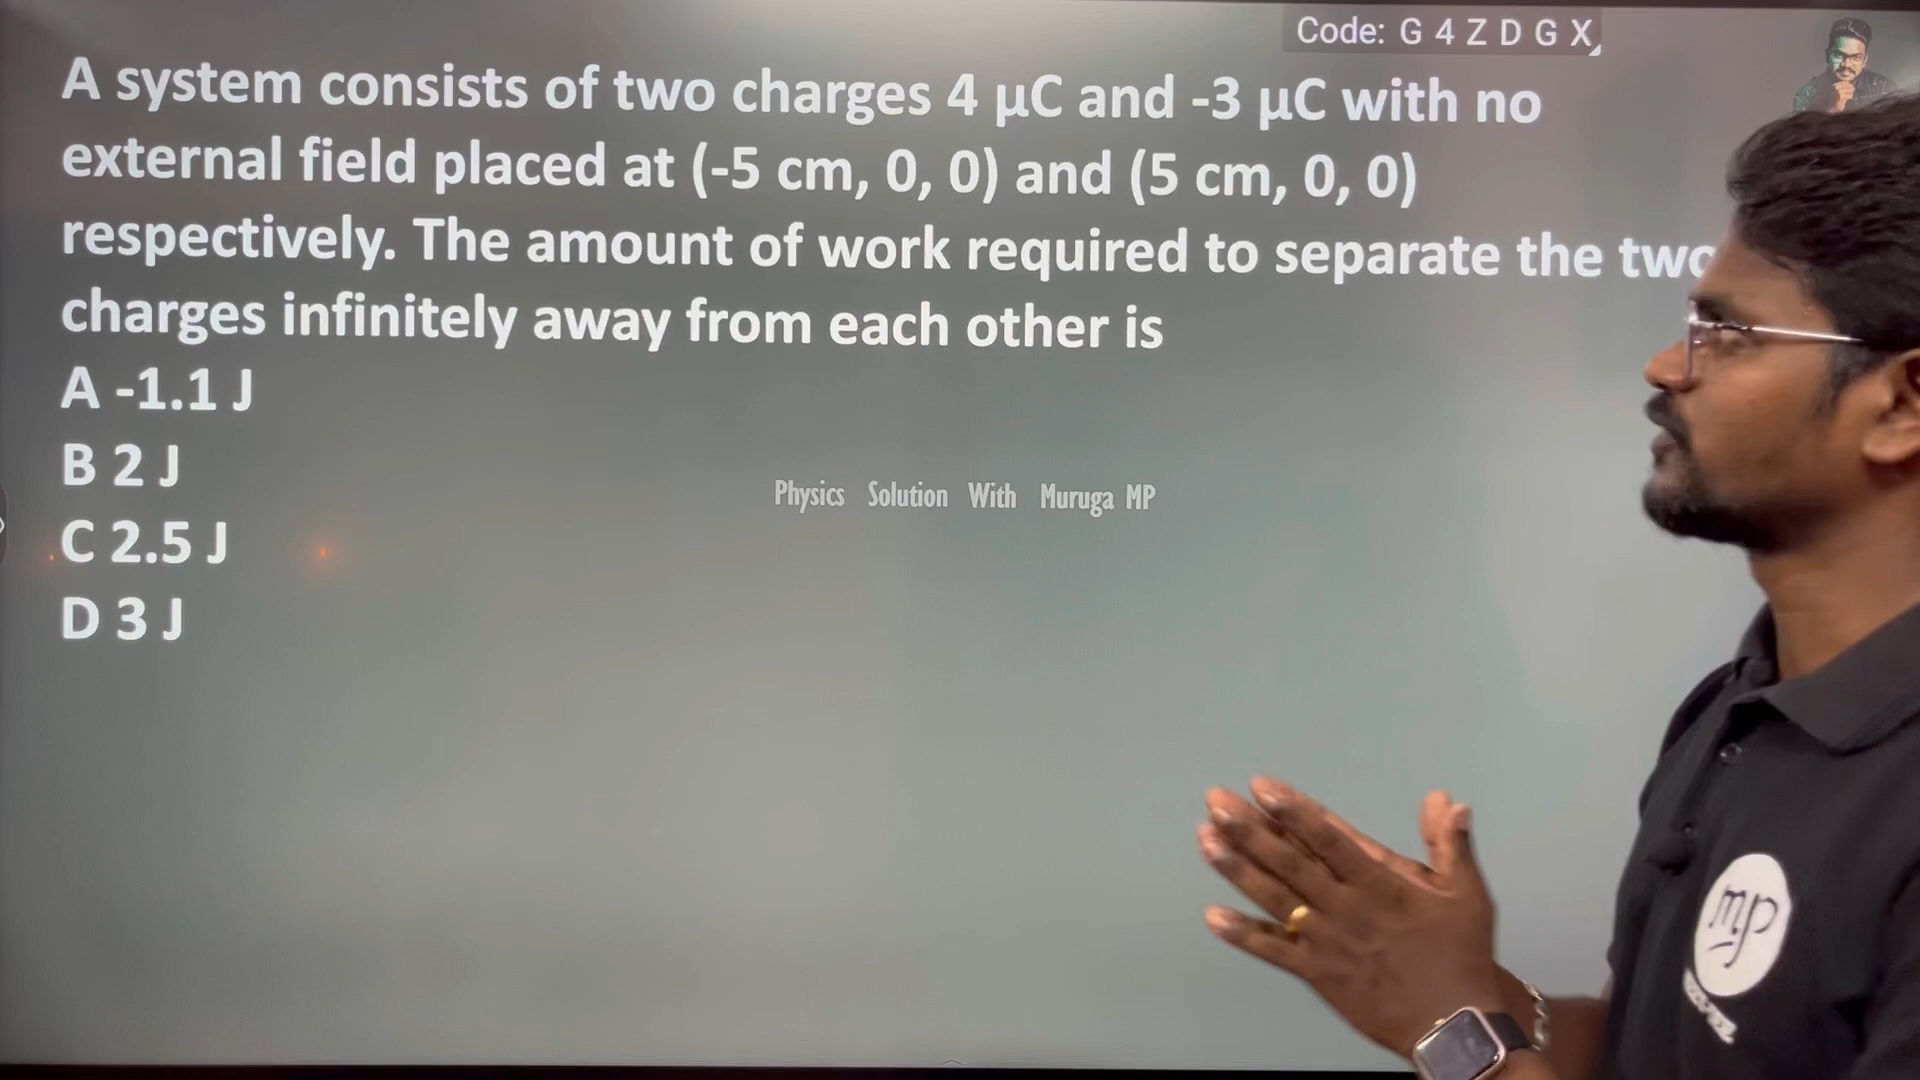 Code: G 4 Z D G X
A system consists of two charges 4 μC and -3 μC with no
external field placed at (-5 cm, 0, 0) and (5 cm, 0, 0)
respectively. The amount of work required to separate the two
charges infinitely away from each other is
A -1.1 J
B 2 J
Physics Solution With Muruga MP
C 2.5 J
D 3 J
mp